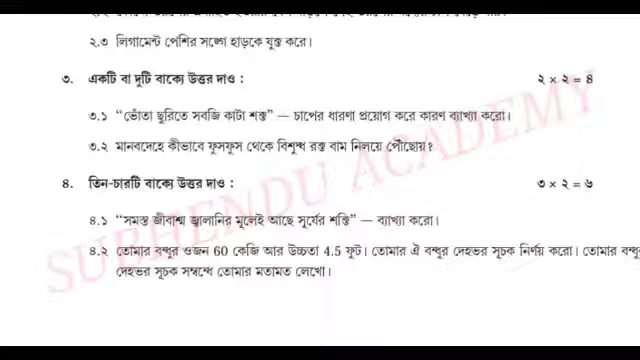 ২.৩ লিগামেন্ট পেশির সঙ্গে হাড়কে যুক্ত করে।
৩. একটি বা দুটি বাক্যে উত্তর দাও : ২ × ২ = ৪
৩.১ “ভোঁতা ছুরিতে সবজি কাটা শক্ত” — চাপের ধারণা প্রয়োগ করে কারণ ব্যাখ্যা করো।
৩.২ মানবদেহে কীভাবে ফুসফুস থেকে বিশুদ্ধ রক্ত বাম নিলয়ে পৌঁছোয়?
৪. তিন-চারটি বাক্যে উত্তর দাও : ৩ × ২ = ৬
৪.১ “সমস্ত জীবাশ্ম জ্বালানির মূলেই আছে সূর্যের শক্তি” — ব্যাখ্যা করো।
৪.২ তোমার বন্ধুর ওজন 60 কেজি আর উচ্চতা 4.5 ফুট। তোমার ঐ বন্ধুর দেহভর সূচক নির্ণয় করো। তোমার বন্ধুর
দেহভর সূচক সম্বন্ধে তোমার মতামত লেখো।
SUBHENDU ACADEMY